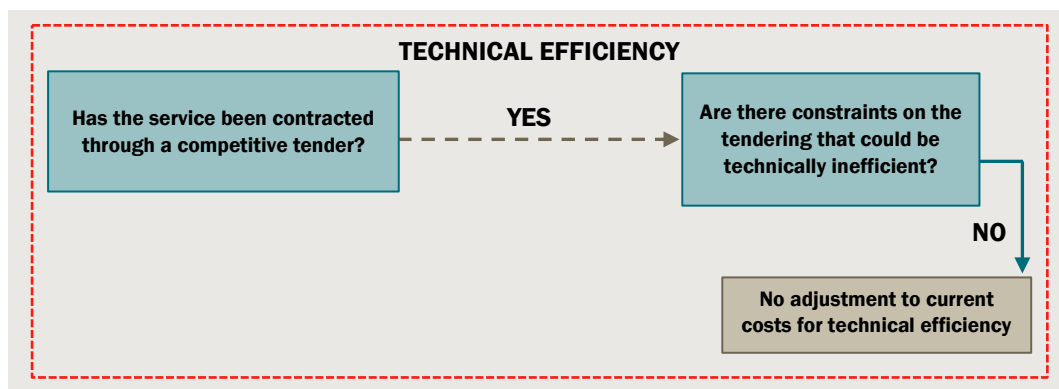 TECHNICAL EFFICIENCY
Has the service been contracted
through a competitive tender?
YES
Are there constraints on the
tendering that could be
technically inefficient?
NO
No adjustment to current
costs for technical efficiency